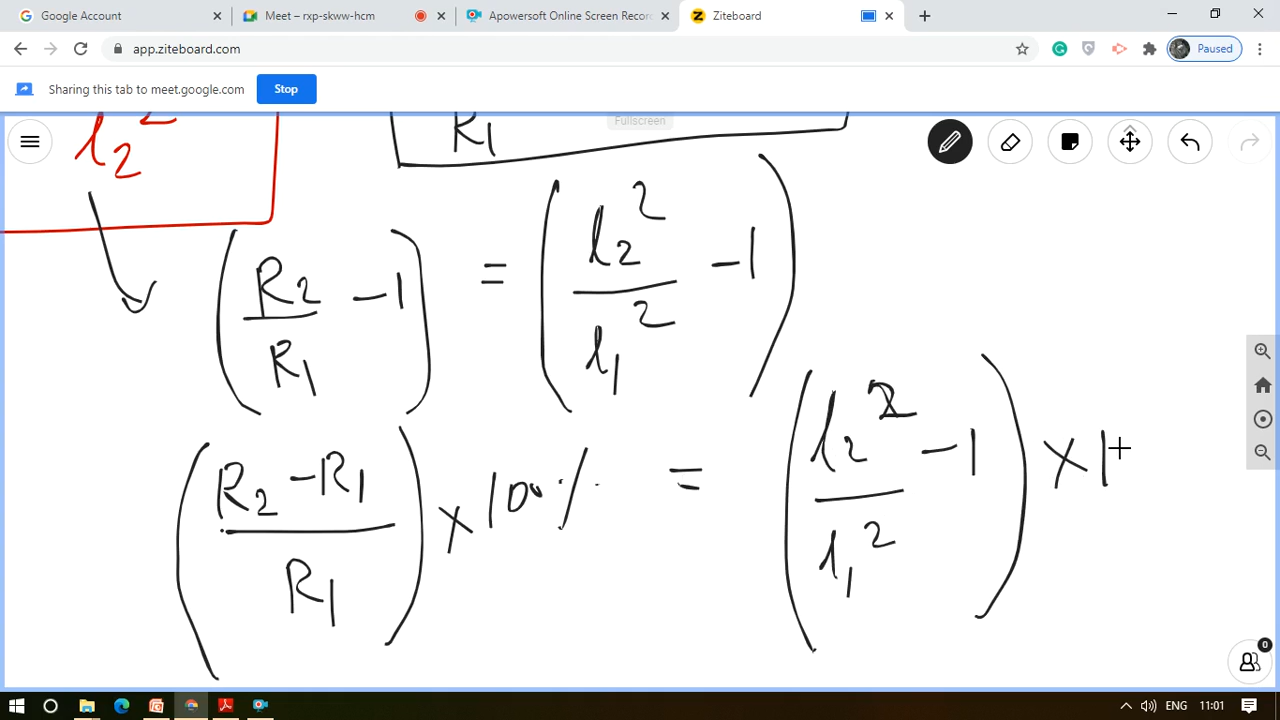 Google Account
Meet – rxp-skww-hcm
Apowersoft Online Screen Recor
Ziteboard
app.ziteboard.com
Paused
Sharing this tab to meet.google.com
Stop
Fullscreen
l₂²
R₁
(R₂/R₁ − 1) = (l₂²/l₁² − 1)
((R₂ − R₁)/R₁) × 100% = (l₂²/l₁² − 1) × 1
0
ENG
11:01